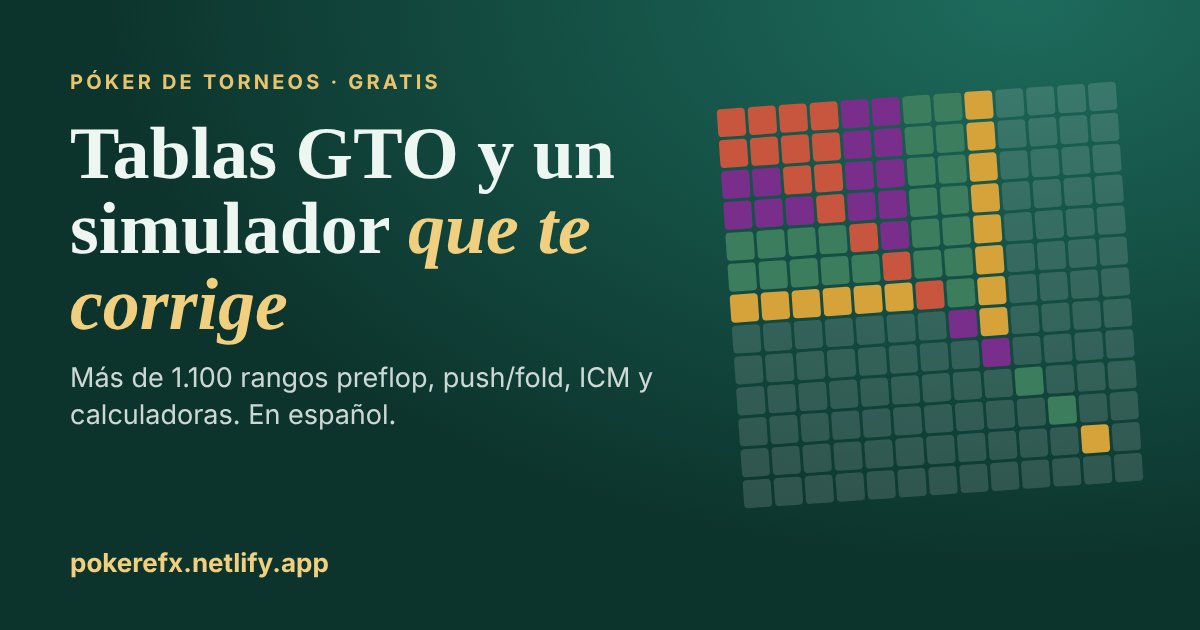 PÓKER DE TORNEOS · GRATIS
Tablas GTO y un
simulador que te
corrige
Más de 1.100 rangos preflop, push/fold, ICM y
calculadoras. En español.
pokerefx.netlify.app